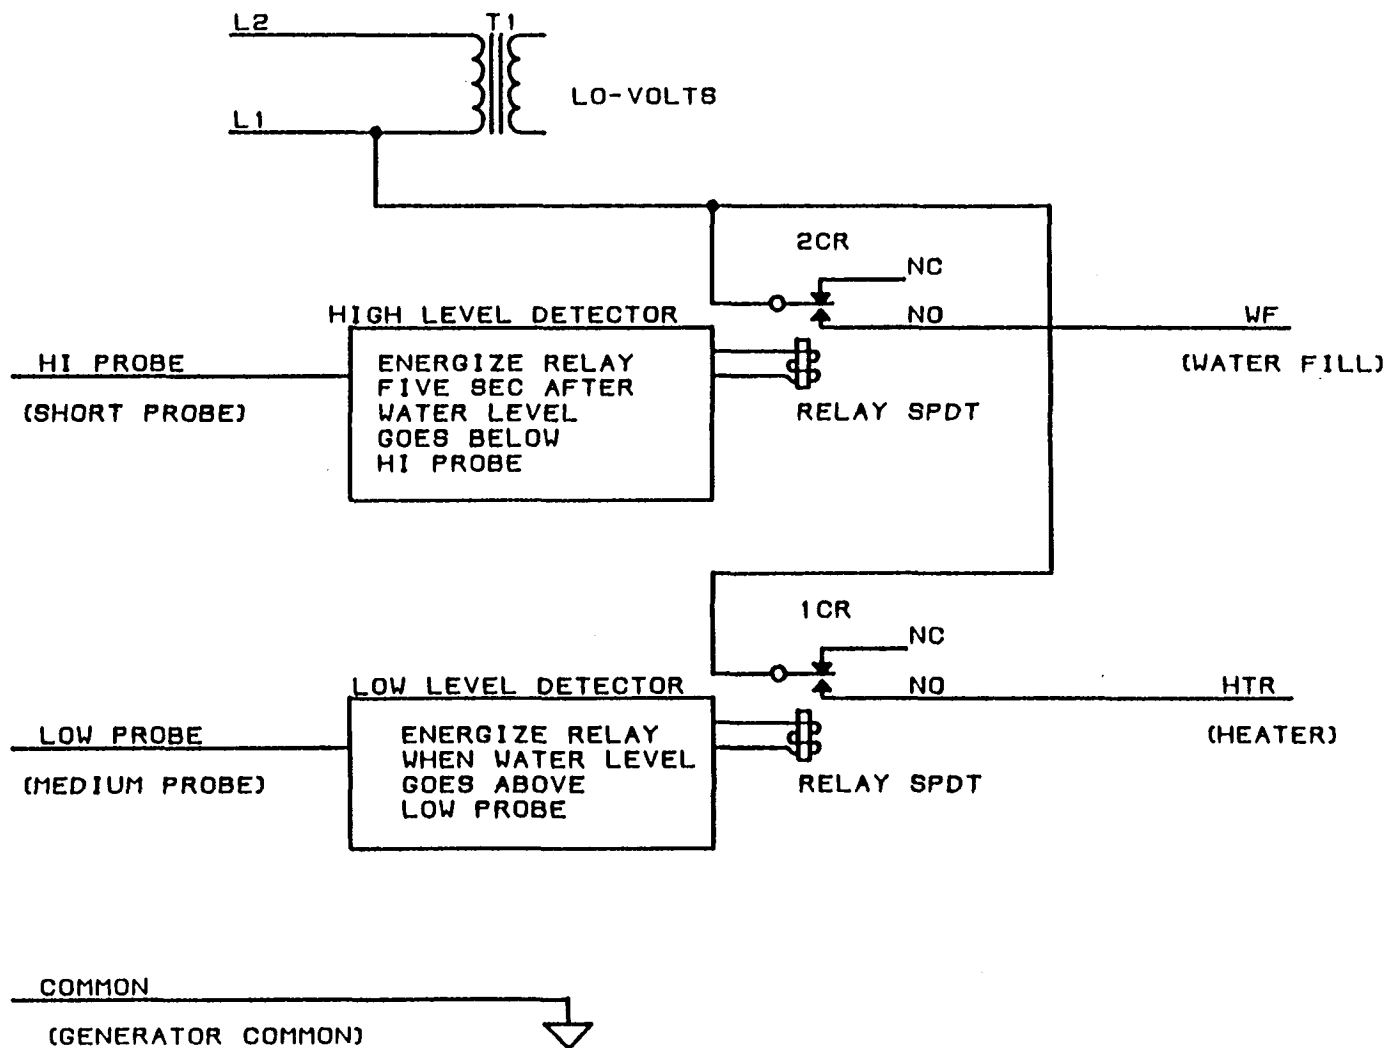 L2
T1
LO-VOLTS
L1
2CR
NC
HIGH LEVEL DETECTOR
NO
WF
HI PROBE
(SHORT PROBE)
ENERGIZE RELAY
FIVE SEC AFTER
WATER LEVEL
GOES BELOW
HI PROBE
(WATER FILL)
RELAY SPDT
1CR
NC
LOW LEVEL DETECTOR
NO
HTR
LOW PROBE
(MEDIUM PROBE)
ENERGIZE RELAY
WHEN WATER LEVEL
GOES ABOVE
LOW PROBE
(HEATER)
RELAY SPDT
COMMON
(GENERATOR COMMON)